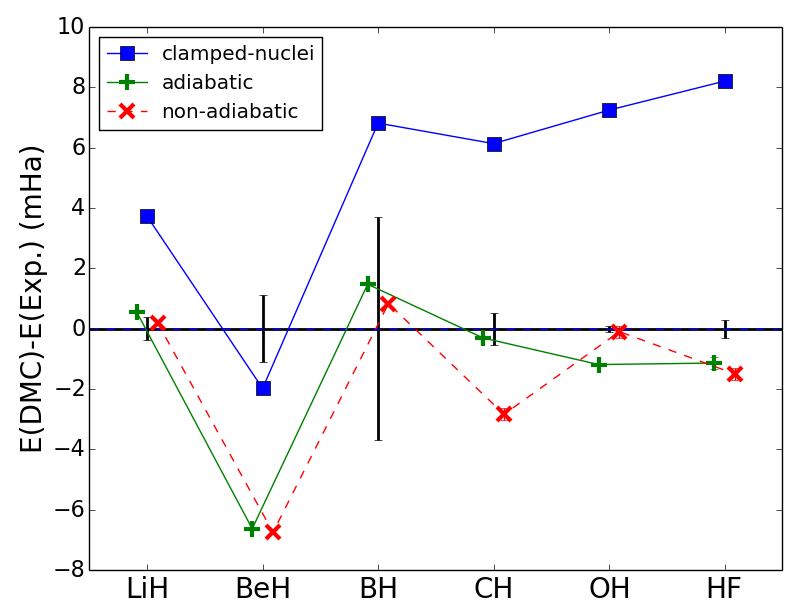 10
8
6
4
2
0
−2
−4
−6
−8
E(DMC)-E(Exp.) (mHa)
clamped-nuclei
adiabatic
non-adiabatic
LiH BeH BH CH OH HF